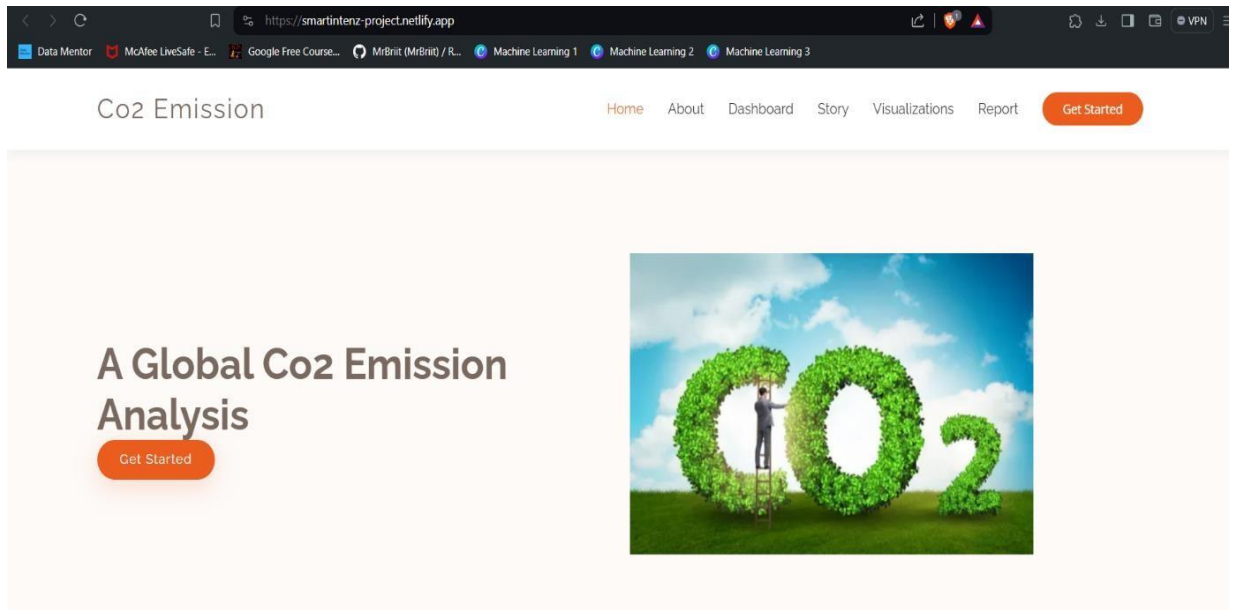 https://smartintenz-project.netlify.app
VPN
Data Mentor
McAfee LiveSafe - E...
Google Free Course...
MrBriit (MrBriit) / R...
Machine Learning 1
Machine Learning 2
Machine Learning 3
Co2 Emission
Home
About
Dashboard
Story
Visualizations
Report
Get Started
A Global Co2 Emission
Analysis
Get Started
CO2